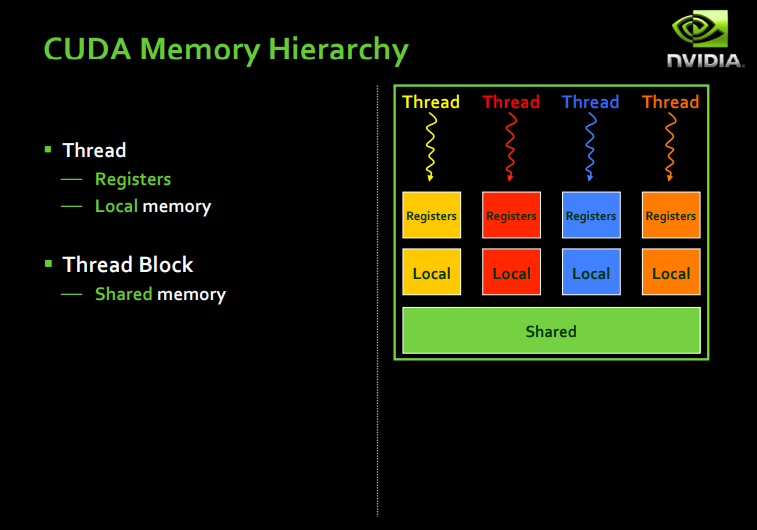 CUDA Memory Hierarchy
NVIDIA.
▪ Thread
— Registers
— Local memory
▪ Thread Block
— Shared memory
Thread Thread Thread Thread
Registers Registers Registers Registers
Local Local Local Local
Shared